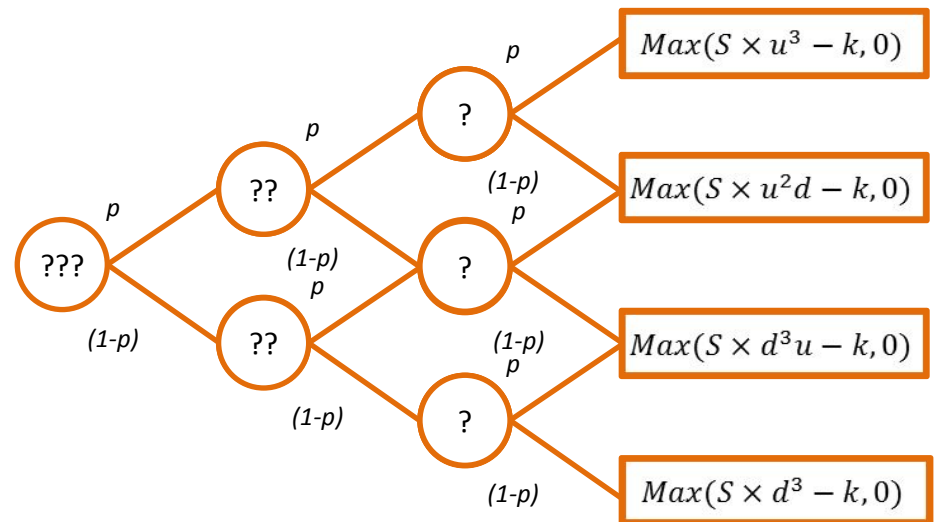 p
Max(S × u³ − k, 0)
?
p
(1-p)
Max(S × u²d − k, 0)
??
p
p
(1-p)
???
?
(1-p)
p
(1-p)
p
Max(S × d³u − k, 0)
??
(1-p)
?
(1-p)
Max(S × d³ − k, 0)